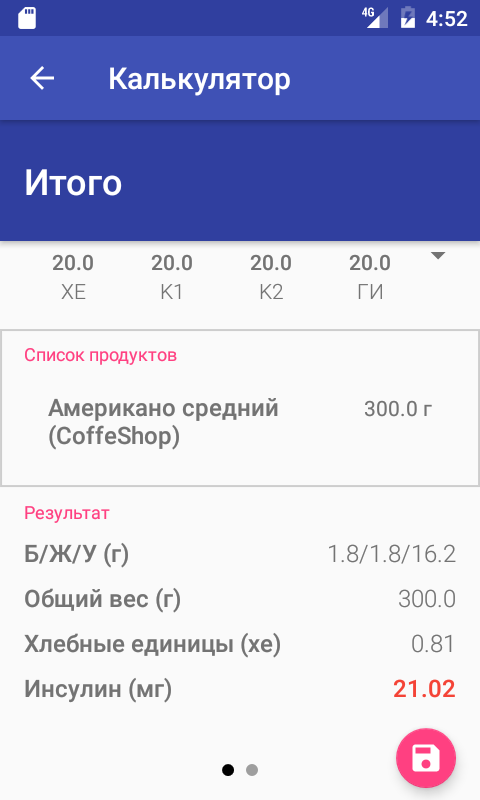 4G 4:52
Калькулятор
Итого
20.0 20.0 20.0 20.0
ХЕ К1 К2 ГИ
Список продуктов
Американо средний 300.0 г
(CoffeShop)
Результат
Б/Ж/У (г) 1.8/1.8/16.2
Общий вес (г) 300.0
Хлебные единицы (хе) 0.81
Инсулин (мг) 21.02